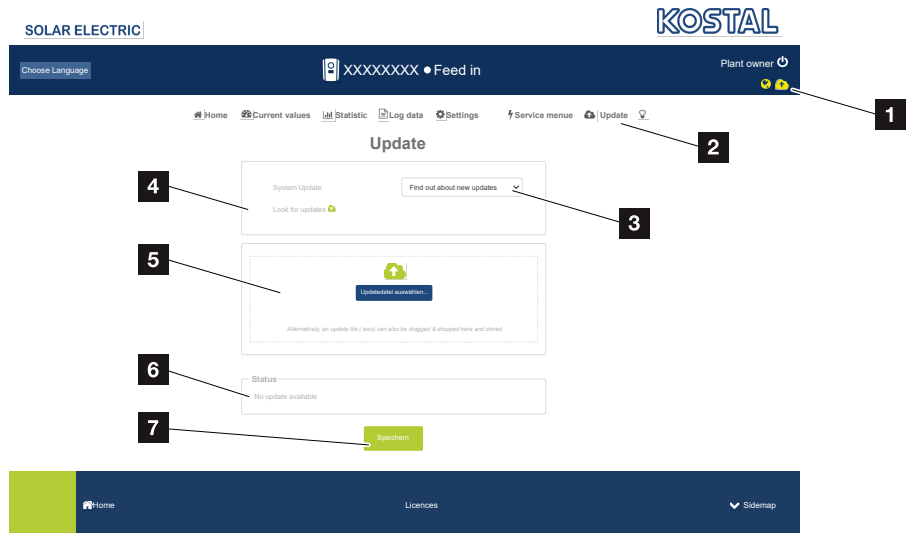 SOLAR ELECTRIC
KOSTAL
Choose Language
XXXXXXXX ● Feed in
Plant owner
1
Home Current values Statistic Log data Settings Service menue Update
2
Update
4
System Update Find out about new updates
Look for updates
3
5
Updatedatei auswählen...
Alternatively, an update file (.swu) can also be dragged & dropped here and stored.
6
Status
No update available
7
Speichern
Home Licences Sidemap